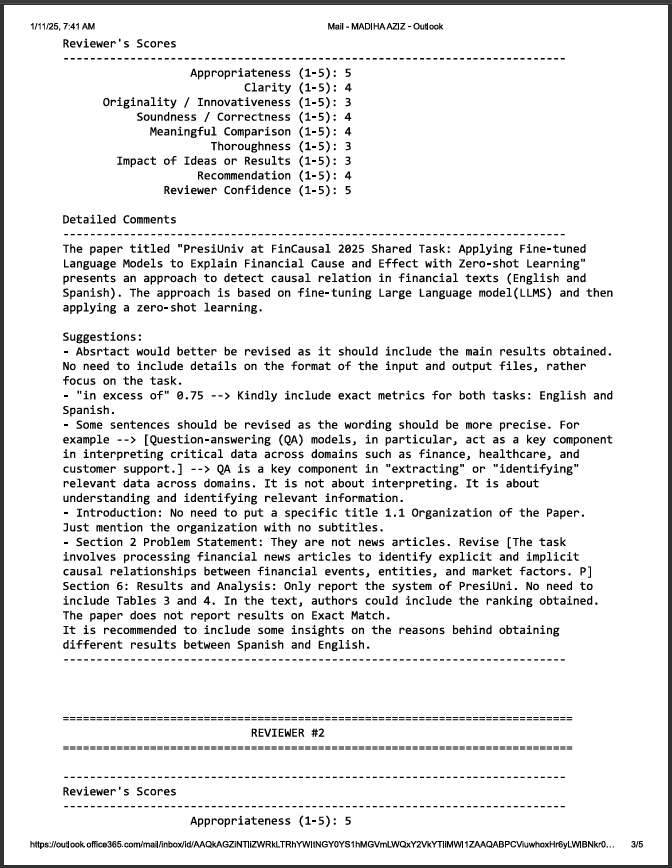 1/11/25, 7:41 AM Mail - MADIHA AZIZ - Outlook
Reviewer's Scores
---------------------------------------------------------------------------
Appropriateness (1-5): 5
Clarity (1-5): 4
Originality / Innovativeness (1-5): 3
Soundness / Correctness (1-5): 4
Meaningful Comparison (1-5): 4
Thoroughness (1-5): 3
Impact of Ideas or Results (1-5): 3
Recommendation (1-5): 4
Reviewer Confidence (1-5): 5
Detailed Comments
---------------------------------------------------------------------------
The paper titled "PresiUniv at FinCausal 2025 Shared Task: Applying Fine-tuned
Language Models to Explain Financial Cause and Effect with Zero-shot Learning"
presents an approach to detect causal relation in financial texts (English and
Spanish). The approach is based on fine-tuning Large Language model(LLMS) and then
applying a zero-shot learning.
Suggestions:
- Absrtact would better be revised as it should include the main results obtained.
No need to include details on the format of the input and output files, rather
focus on the task.
- "in excess of" 0.75 --> Kindly include exact metrics for both tasks: English and
Spanish.
- Some sentences should be revised as the wording should be more precise. For
example --> [Question-answering (QA) models, in particular, act as a key component
in interpreting critical data across domains such as finance, healthcare, and
customer support.] --> QA is a key component in "extracting" or "identifying"
relevant data across domains. It is not about interpreting. It is about
understanding and identifying relevant information.
- Introduction: No need to put a specific title 1.1 Organization of the Paper.
Just mention the organization with no subtitles.
- Section 2 Problem Statement: They are not news articles. Revise [The task
involves processing financial news articles to identify explicit and implicit
causal relationships between financial events, entities, and market factors. P]
Section 6: Results and Analysis: Only report the system of PresiUni. No need to
include Tables 3 and 4. In the text, authors could include the ranking obtained.
The paper does not report results on Exact Match.
It is recommended to include some insights on the reasons behind obtaining
different results between Spanish and English.
---------------------------------------------------------------------------
============================================================================
REVIEWER #2
============================================================================
---------------------------------------------------------------------------
Reviewer's Scores
---------------------------------------------------------------------------
Appropriateness (1-5): 5
3/5